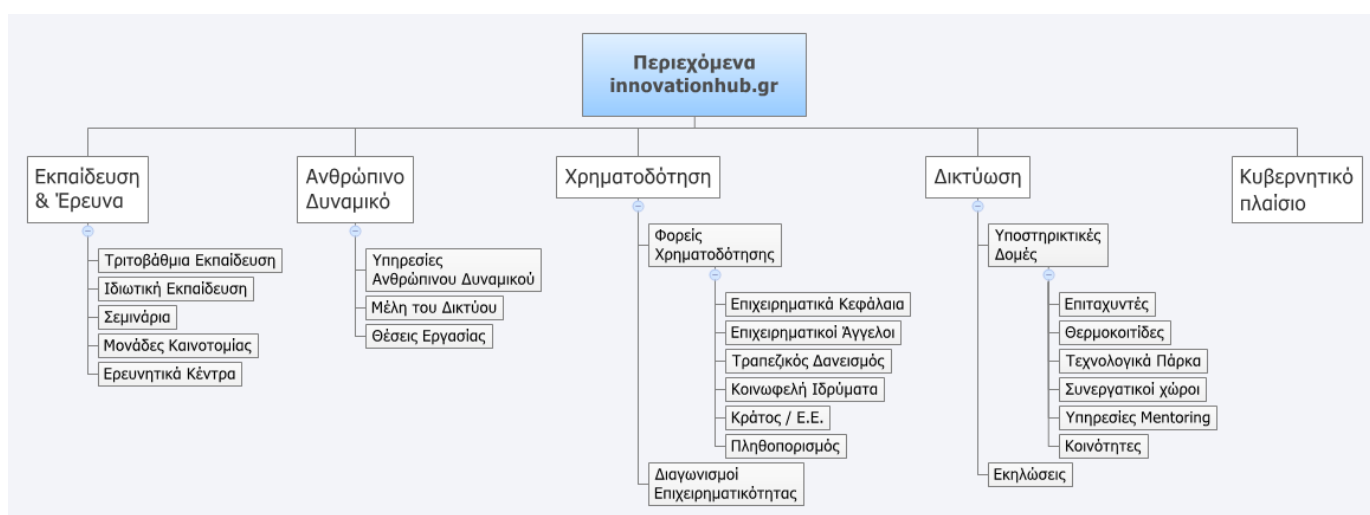 Περιεχόμενα
innovationhub.gr
Εκπαίδευση
& Έρευνα
Τριτοβάθμια Εκπαίδευση
Ιδιωτική Εκπαίδευση
Σεμινάρια
Μονάδες Καινοτομίας
Ερευνητικά Κέντρα
Ανθρώπινο
Δυναμικό
Υπηρεσίες
Ανθρώπινου Δυναμικού
Μέλη του Δικτύου
Θέσεις Εργασίας
Χρηματοδότηση
Φορείς
Χρηματοδότησης
Επιχειρηματικά Κεφάλαια
Επιχειρηματικοί Άγγελοι
Τραπεζικός Δανεισμός
Κοινωφελή Ιδρύματα
Κράτος / Ε.Ε.
Πληθοπορισμός
Διαγωνισμοί
Επιχειρηματικότητας
Δικτύωση
Υποστηρικτικές
Δομές
Επιταχυντές
Θερμοκοιτίδες
Τεχνολογικά Πάρκα
Συνεργατικοί χώροι
Υπηρεσίες Mentoring
Κοινότητες
Εκηλώσεις
Κυβερνητικό
πλαίσιο